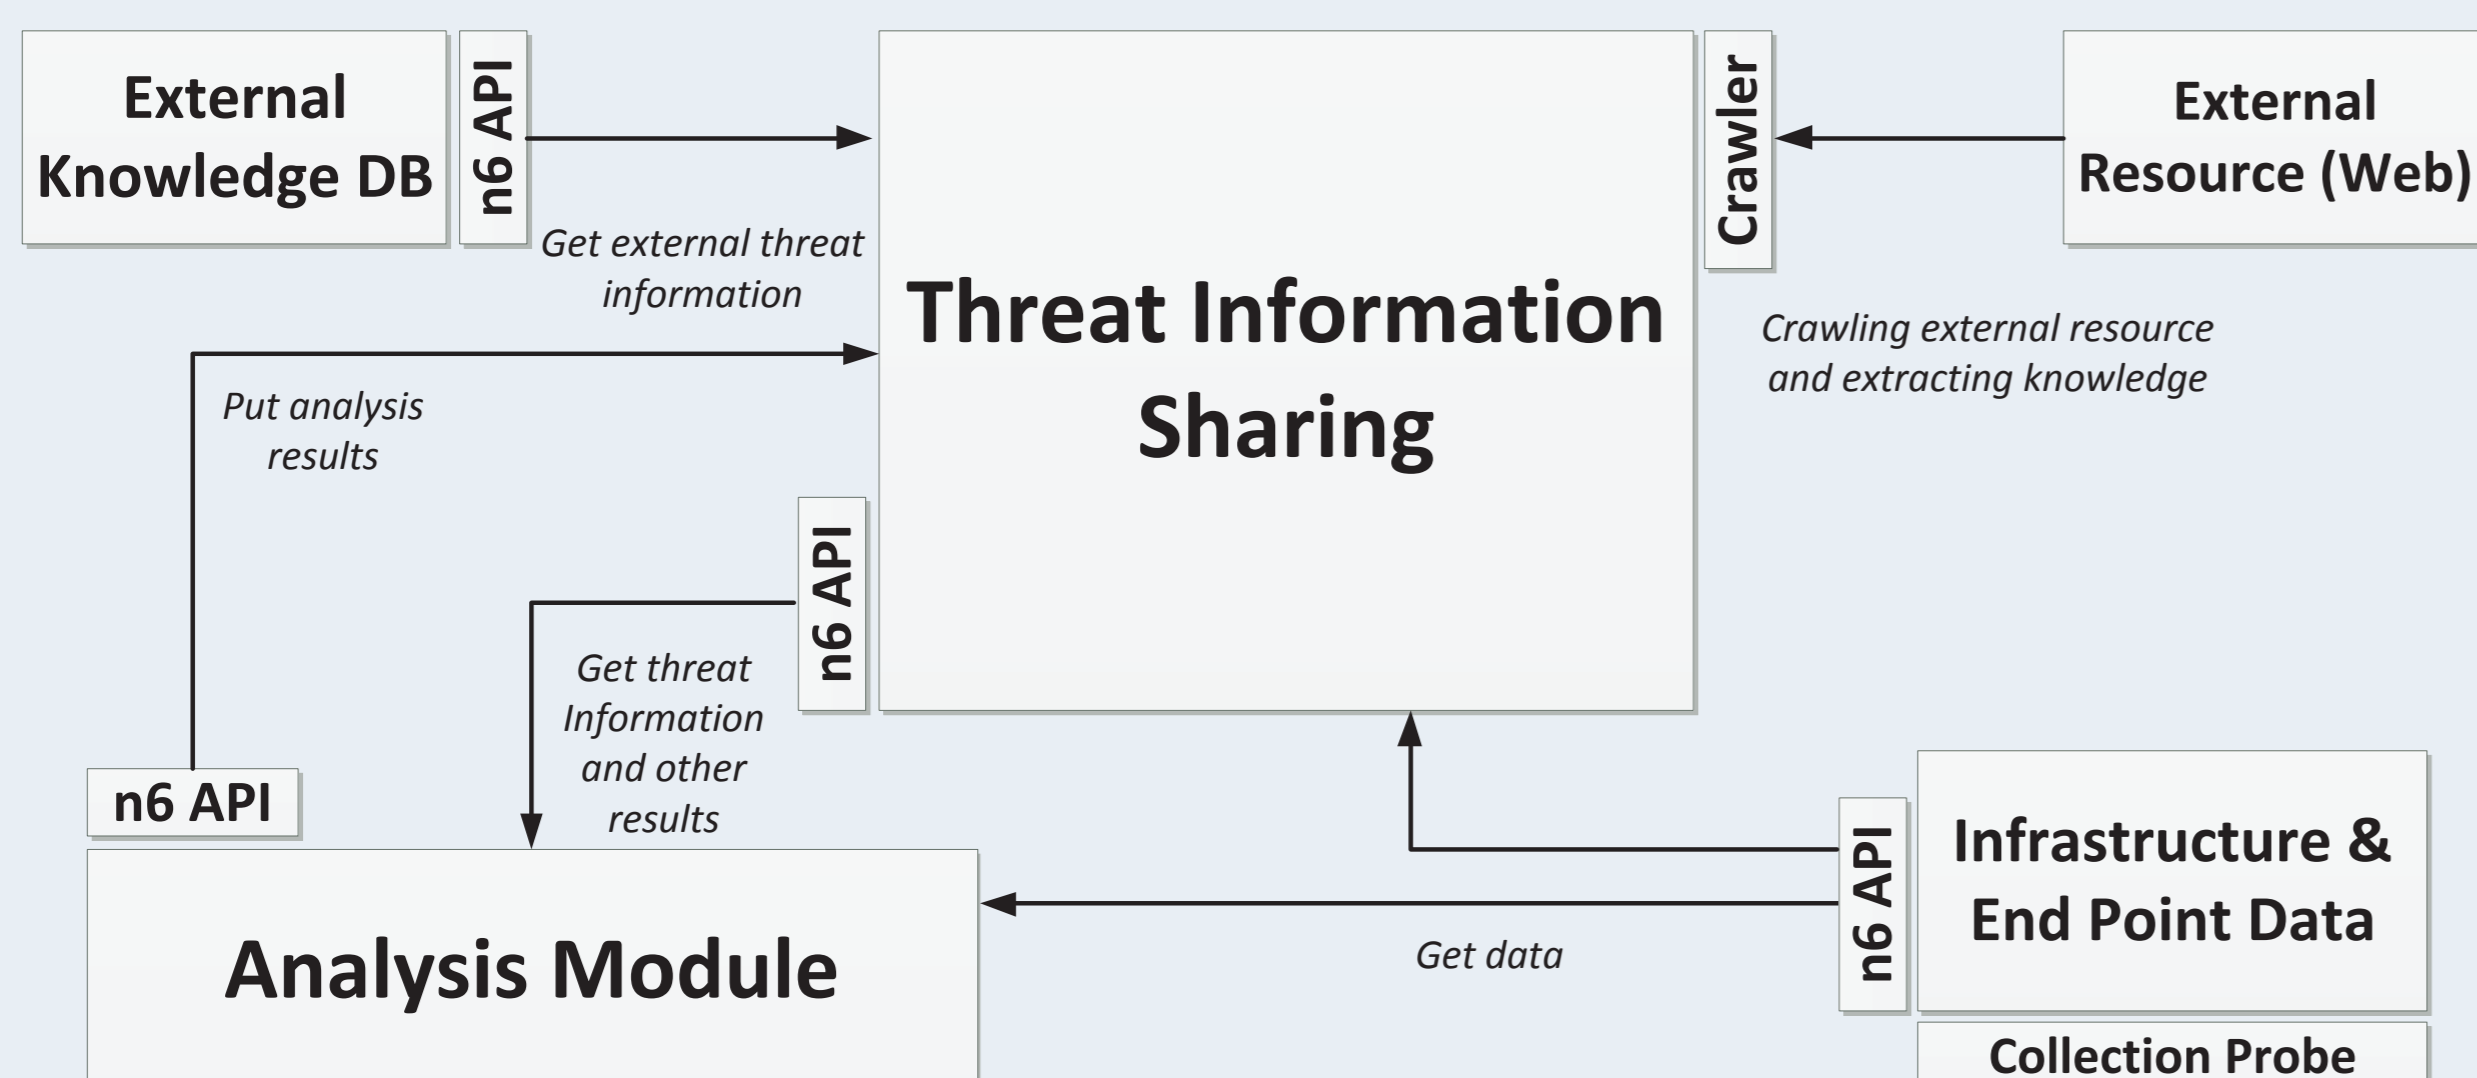 External
Knowledge DB
n6 API
Get external threat
information
Threat Information
Sharing
Crawler
External
Resource (Web)
Crawling external resource
and extracting knowledge
Put analysis
results
n6 API
Get threat
Information
and other
results
n6 API
Analysis Module
Get data
n6 API
Infrastructure &
End Point Data
Collection Probe